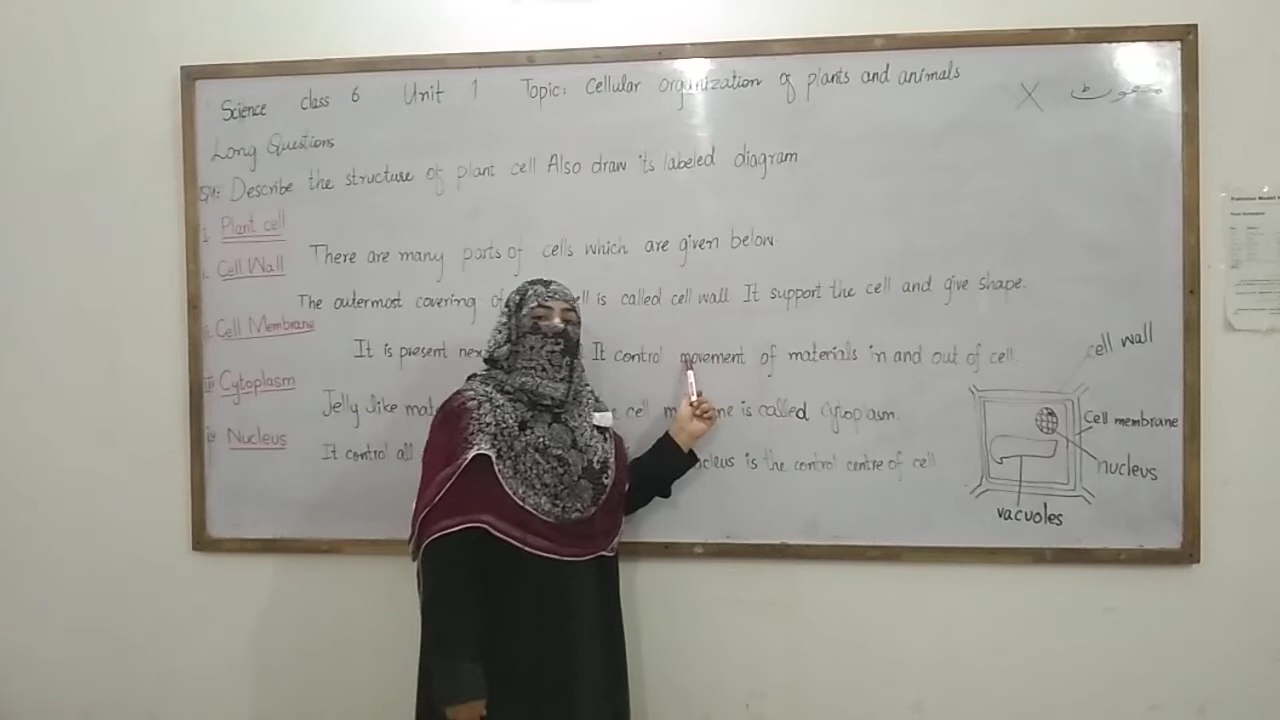 Science class 6 Unit 1 Topic: Cellular organization of plants and animals
X
Long Questions
Describe the structure of plant cell Also draw its labeled diagram
Plant cell
There are many parts of cells which are given below
Cell Wall
The outermost covering of cell is called cell wall It support the cell and give shape.
Cell Membrane
It is present It control movement of materials in and out of cell
iii Cytoplasm
Jelly like cell is called Cytoplasm.
Nucleus
It control all is the control centre of cell
cell wall
Cell membrane
nucleus
vacuoles